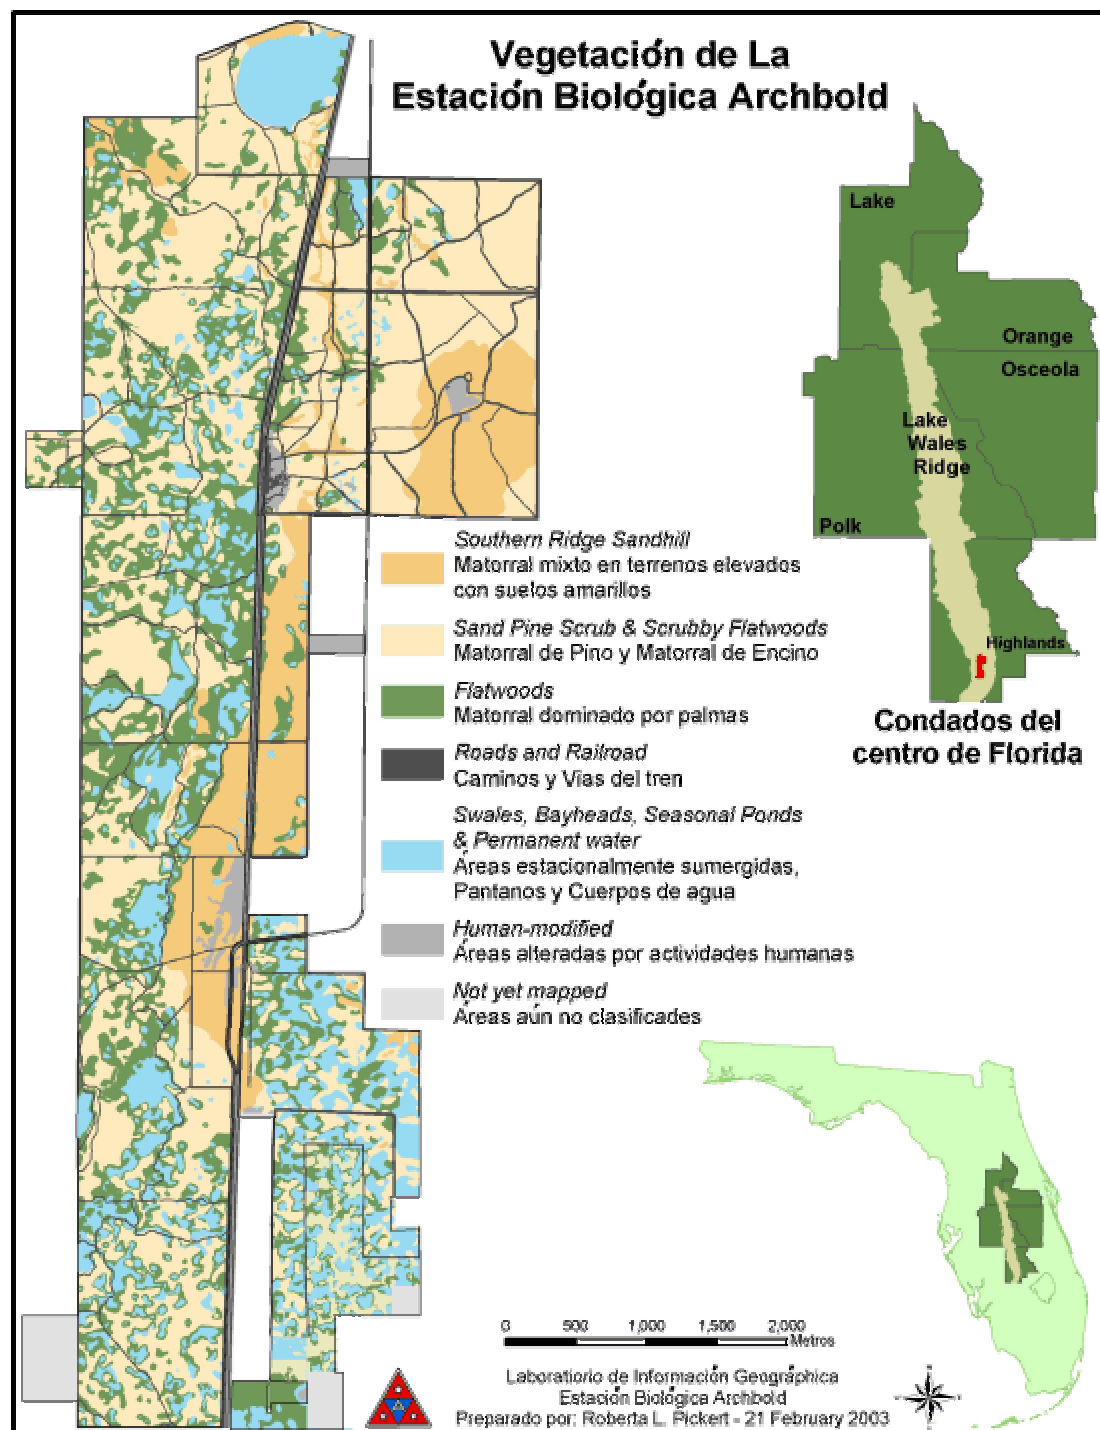 Vegetación de La
Estación Biológica Archbold
Lake
Orange
Osceola
Lake
Wales
Ridge
Polk
Highlands
Condados del
centro de Florida
Southern Ridge Sandhill
Matorral mixto en terrenos elevados
con suelos amarillos
Sand Pine Scrub & Scrubby Flatwoods
Matorral de Pino y Matorral de Encino
Flatwoods
Matorral dominado por palmas
Roads and Railroad
Caminos y Vias del tren
Swales, Bayheads, Seasonal Ponds
& Permanent water
Áreas estacionalmente sumergidas,
Pantanos y Cuerpos de agua
Human-modified
Áreas alteradas por actividades humanas
Not yet mapped
Áreas aún no clasificades
0 500 1,000 1,500 2,000
Metros
Laboratiorio de Información Geográphica
Estación Biológica Archbold
Preparado por: Roberta L. Pickert - 21 February 2003